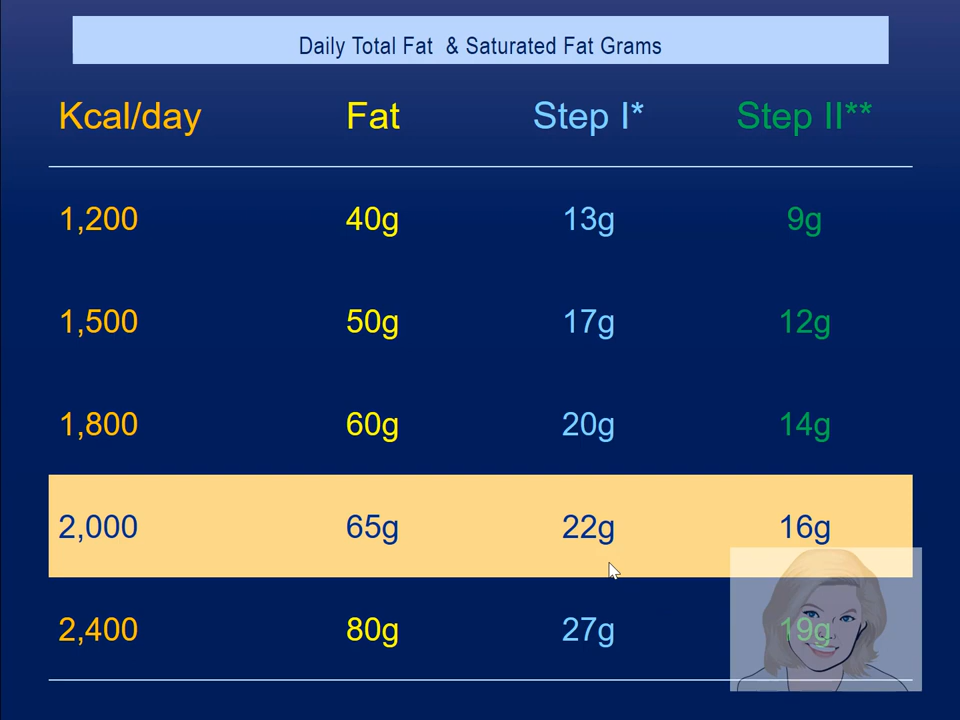 Daily Total Fat & Saturated Fat Grams
Kcal/day Fat Step I* Step II**
1,200 40g 13g 9g
1,500 50g 17g 12g
1,800 60g 20g 14g
2,000 65g 22g 16g
2,400 80g 27g 19g